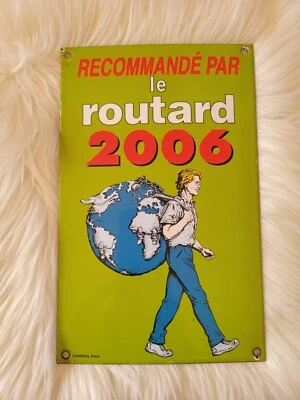 RECOMMANDÉ PAR
le
routard
2006